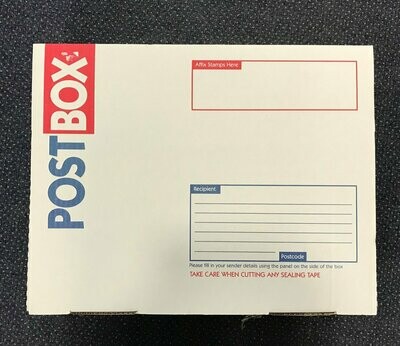 POSTBOX
Affix Stamps Here
Recipient
Postcode
Please fill in your sender details using the panel on the side of the box
TAKE CARE WHEN CUTTING ANY SEALING TAPE